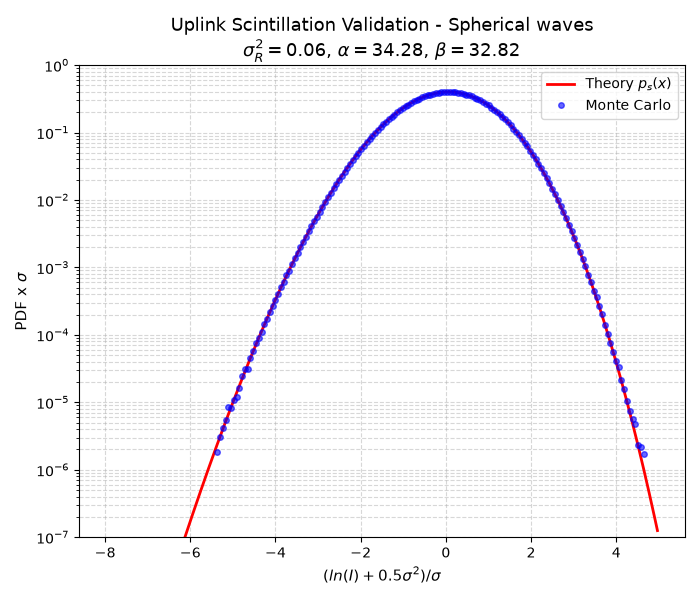 Uplink Scintillation Validation - Spherical waves
σ_R^2 = 0.06, α = 34.28, β = 32.82
Theory p_s(x)
Monte Carlo
PDF x σ
10^0
10^−1
10^−2
10^−3
10^−4
10^−5
10^−6
10^−7
−8 −6 −4 −2 0 2 4
(ln(I) + 0.5σ^2)/σ